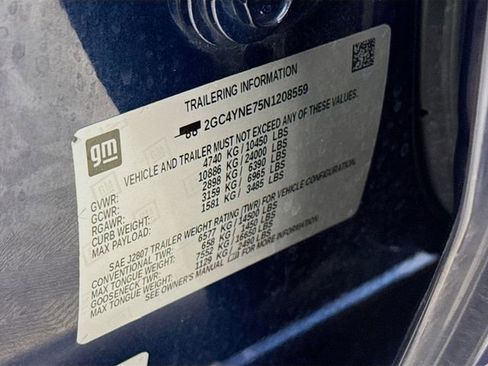 TRAILERING INFORMATION
2GC4YNE75N1208559
gm
VEHICLE AND TRAILER MUST NOT EXCEED ANY OF THESE VALUES.
GVWR: 4740 KG / 10450 LBS
GCWR: 10886 KG / 24000 LBS
RGAWR: 2898 KG / 6390 LBS
CURB WEIGHT: 3159 KG / 6965 LBS
MAX PAYLOAD: 1581 KG / 3485 LBS
SAE J2807 TRAILER WEIGHT RATING (TWR) FOR VEHICLE CONFIGURATION.
CONVENTIONAL TWR: 6577 KG / 14500 LBS
MAX TONGUE WEIGHT: 658 KG / 1450 LBS
GOOSENECK TWR: 7552 KG / 16650 LBS
MAX TONGUE WEIGHT: 1129 KG / 2490 LBS
SEE OWNER'S MANUAL FOR MORE INFORMATION